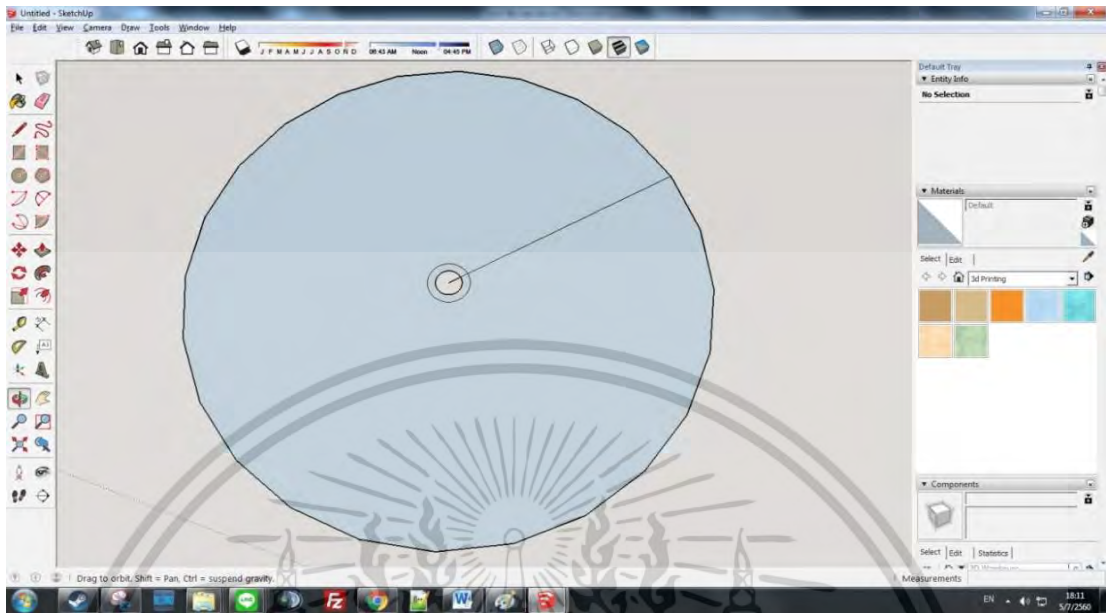 Untitled - SketchUp
File Edit View Camera Draw Tools Window Help
J F M A M J J A S O N D 06:43 AM Noon 04:45 PM
Default Tray
Entity Info
No Selection
Materials
Default
Select Edit
3d Printing
Components
Select Edit Statistics
Drag to orbit. Shift = Pan, Ctrl = suspend gravity.
Measurements
EN 18:11
5/7/2560